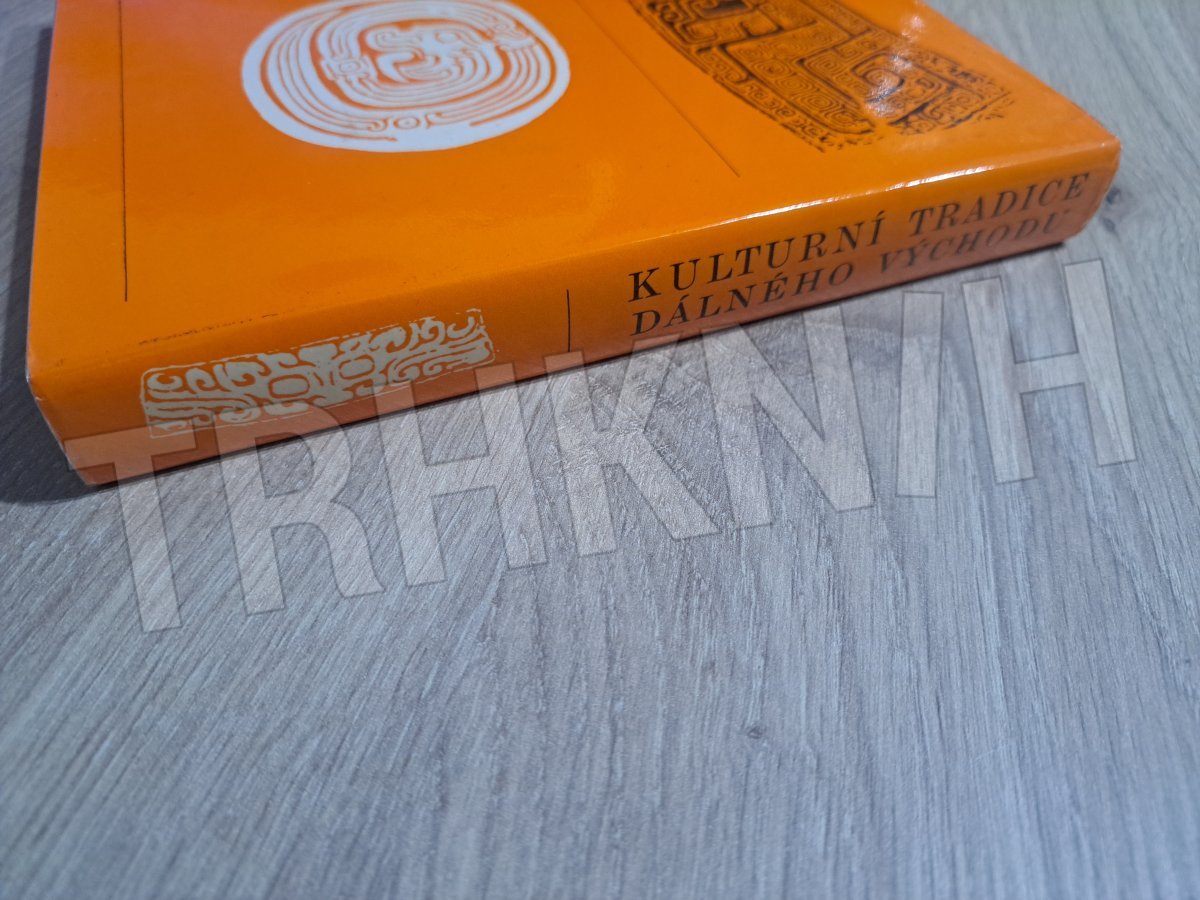 KULTURNÍ TRADICE
DÁLNÉHO VÝCHODU
TRHKNIH